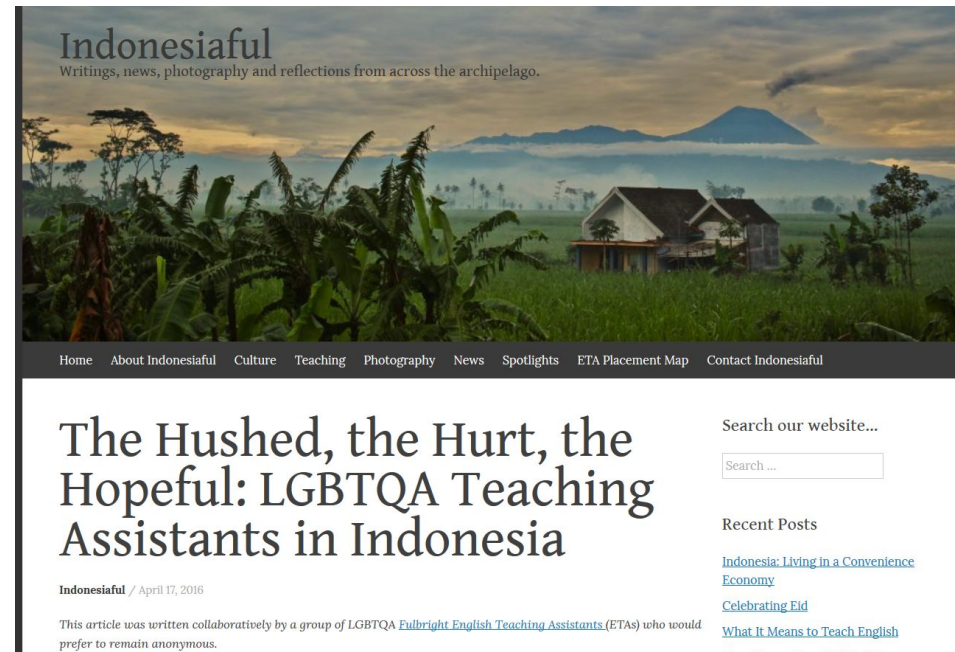 Indonesiaful
Writings, news, photography and reflections from across the archipelago.
Home About Indonesiaful Culture Teaching Photography News Spotlights ETA Placement Map Contact Indonesiaful
The Hushed, the Hurt, the
Hopeful: LGBTQA Teaching
Assistants in Indonesia
Indonesiaful / April 17, 2016
This article was written collaboratively by a group of LGBTQA Fulbright English Teaching Assistants (ETAs) who would
prefer to remain anonymous.
Search our website...
Search ...
Recent Posts
Indonesia: Living in a Convenience
Economy
Celebrating Eid
What It Means to Teach English